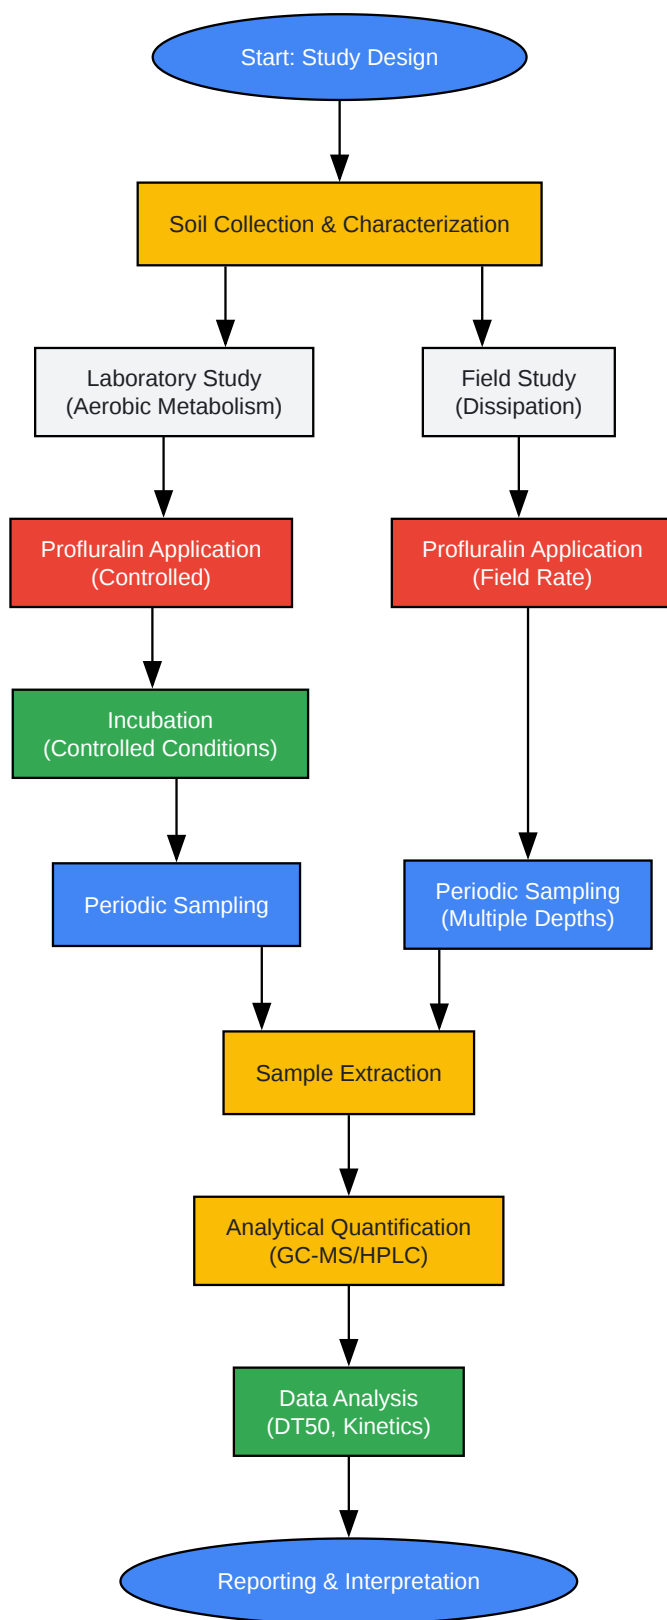 Start: Study Design
Soil Collection & Characterization
Laboratory Study
(Aerobic Metabolism)
Field Study
(Dissipation)
Profluralin Application
(Controlled)
Profluralin Application
(Field Rate)
Incubation
(Controlled Conditions)
Periodic Sampling
Periodic Sampling
(Multiple Depths)
Sample Extraction
Analytical Quantification
(GC-MS/HPLC)
Data Analysis
(DT50, Kinetics)
Reporting & Interpretation